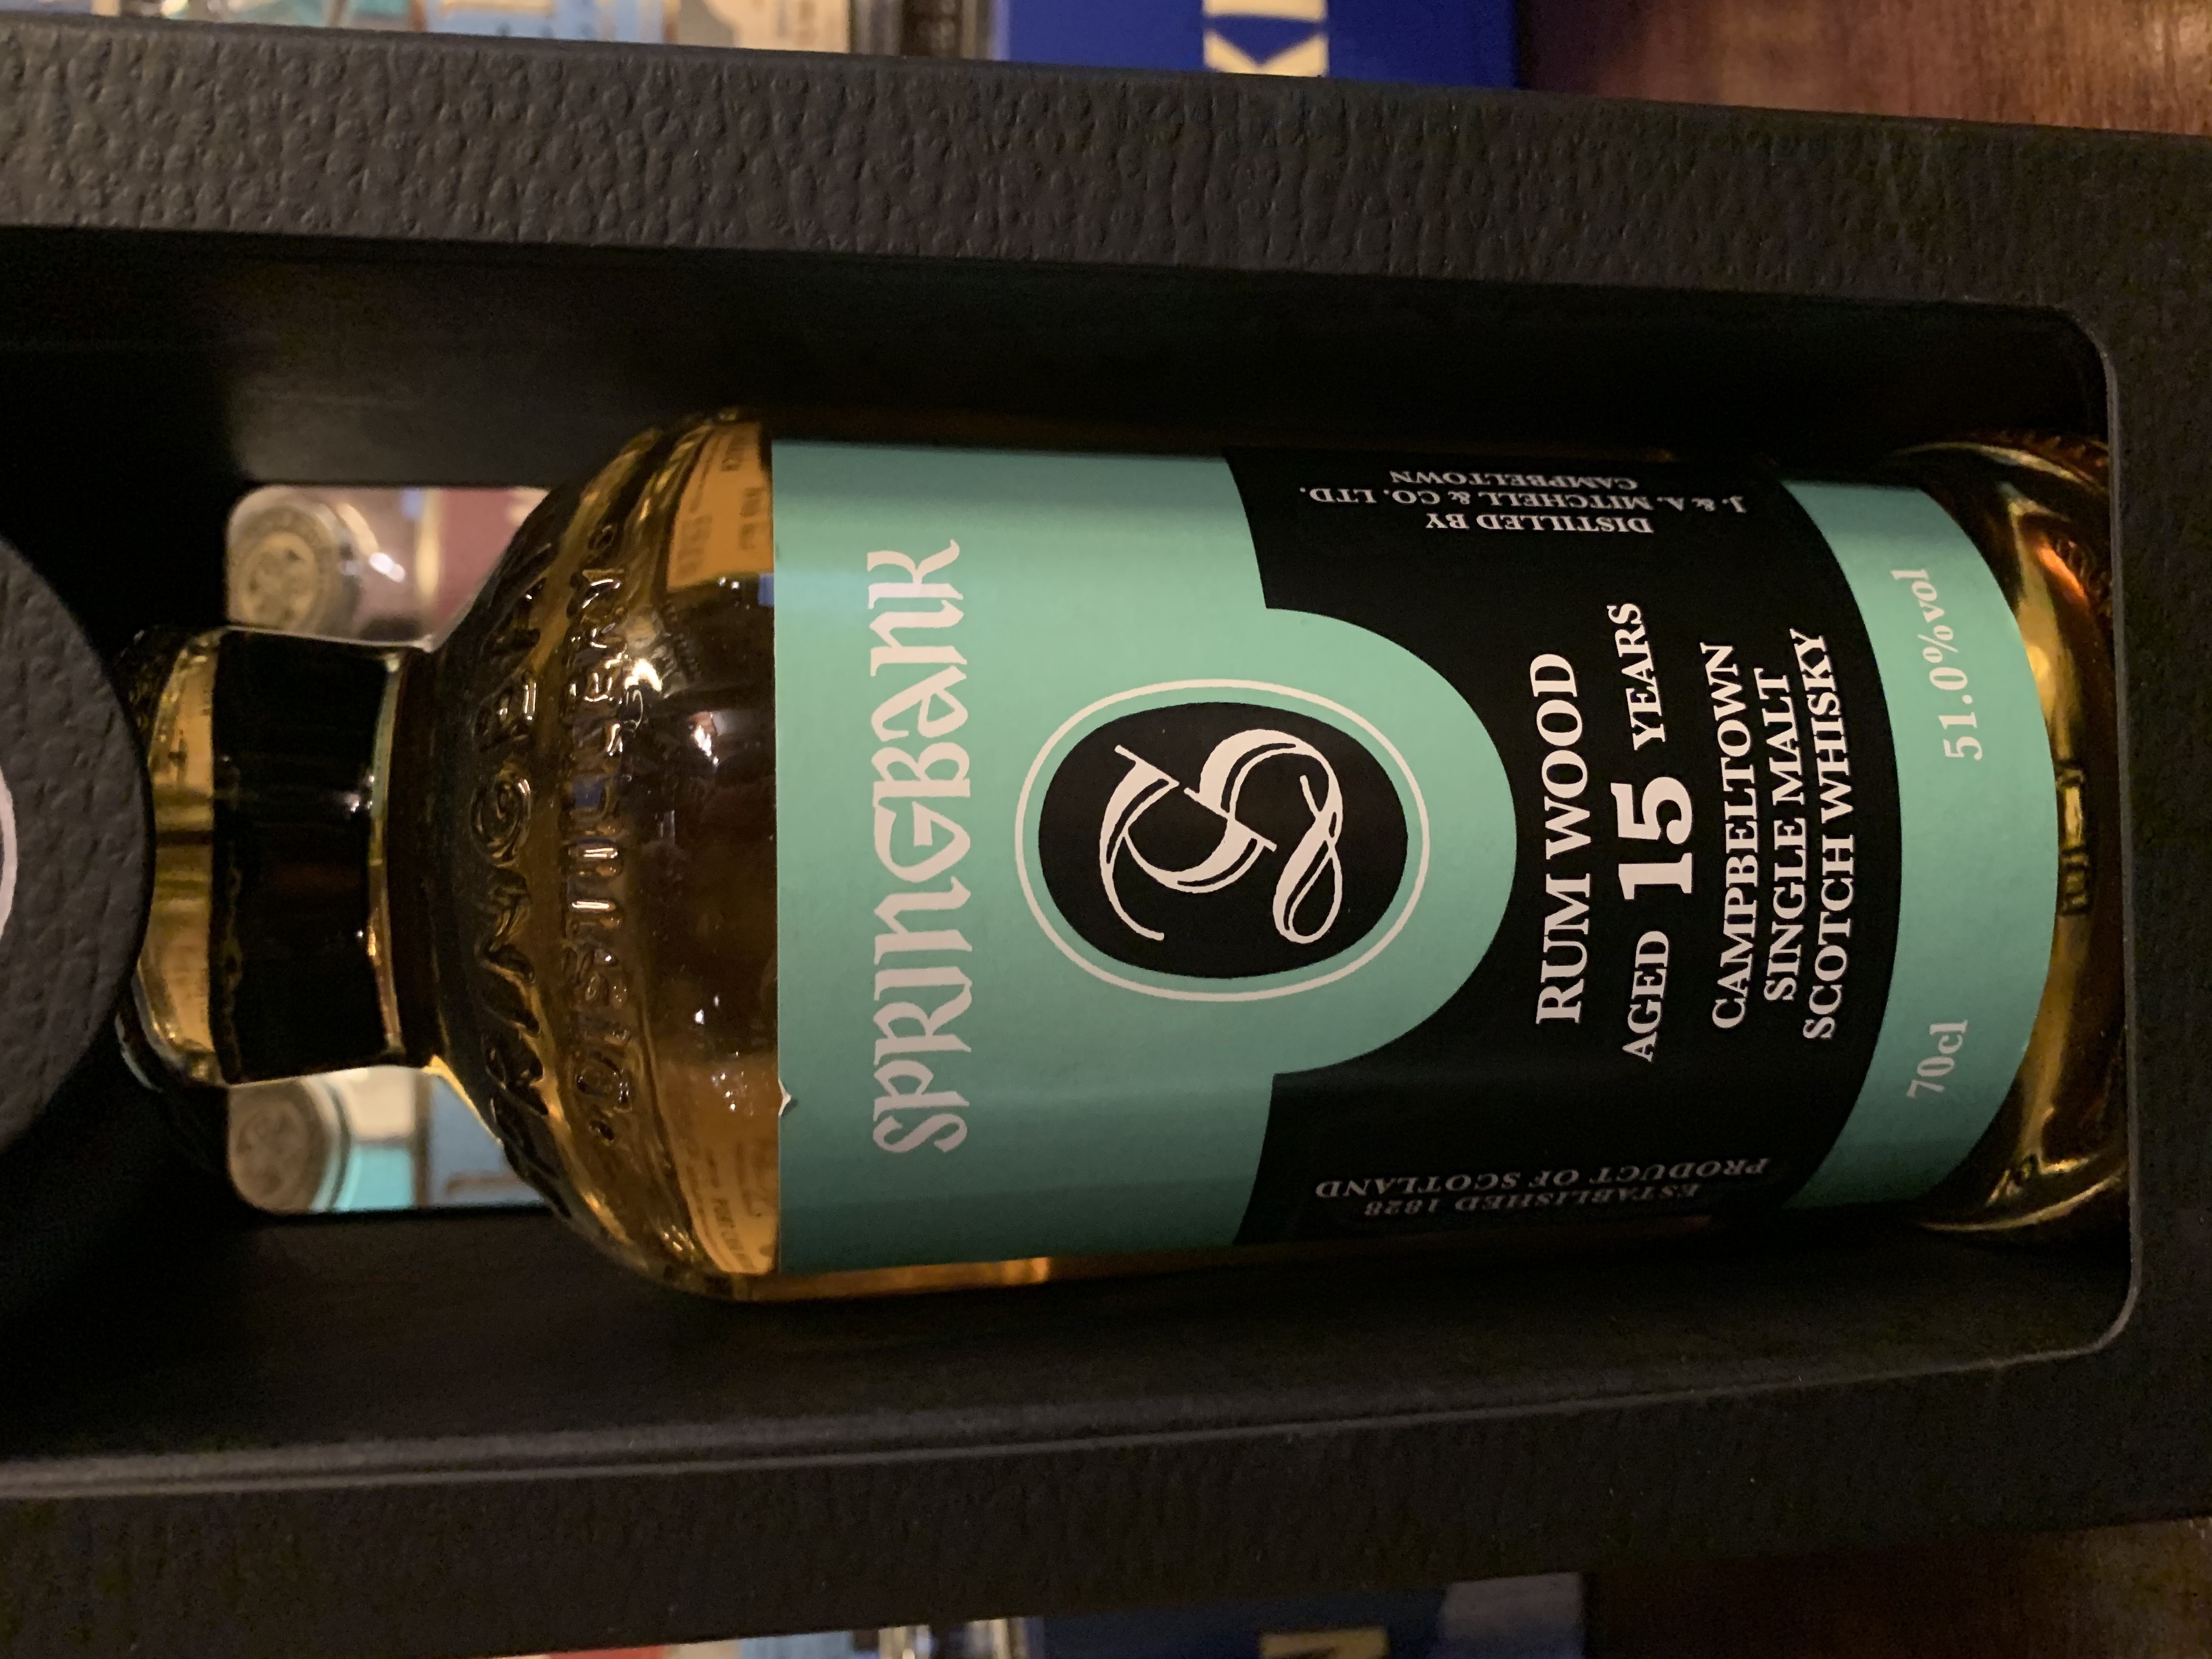 SPRINGBANK
S
RUM WOOD
AGED 15 YEARS
CAMPBELTOWN
SINGLE MALT
SCOTCH WHISKY
70cl
51.0%vol
ESTABLISHED 1828
PRODUCT OF SCOTLAND
DISTILLED BY
J. & A. MITCHELL & CO. LTD.
CAMPBELTOWN
KI